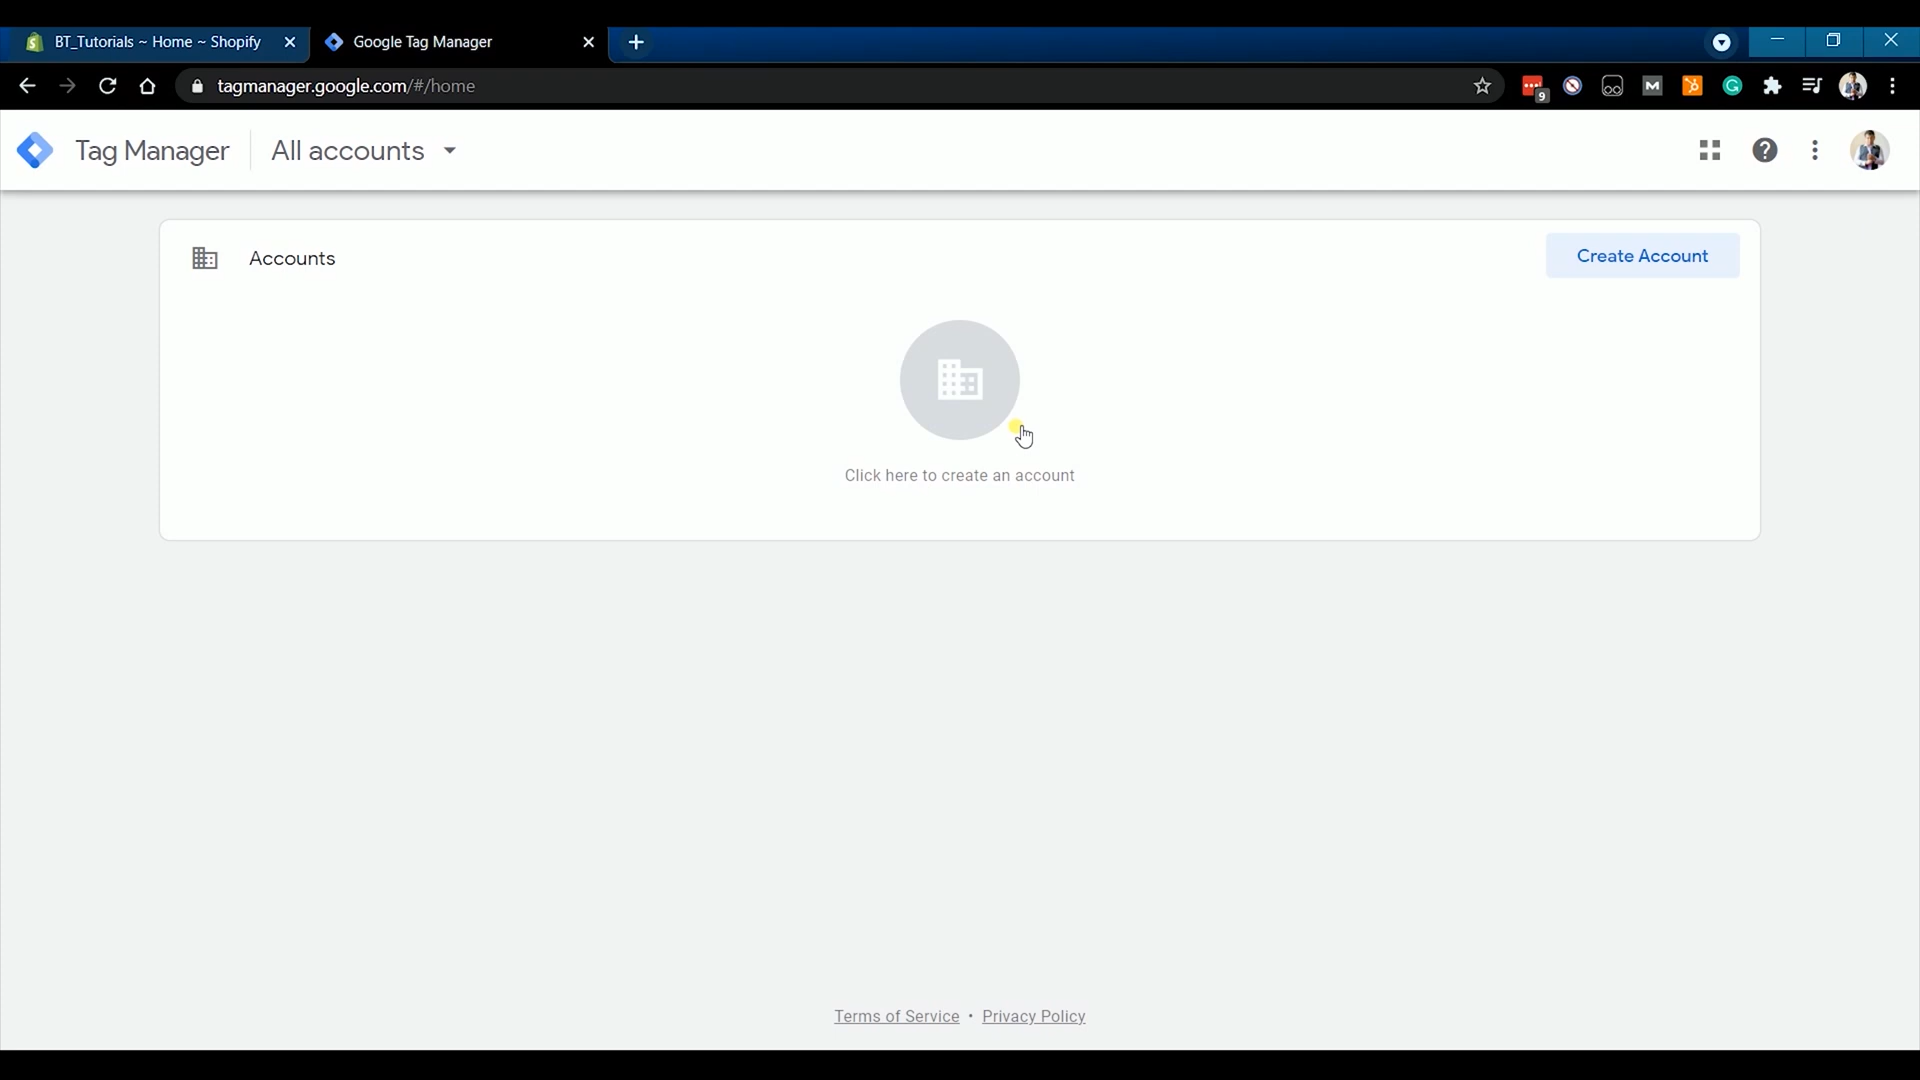 BT_Tutorials ~ Home ~ Shopify
Google Tag Manager
tagmanager.google.com/#/home
9
Tag Manager
All accounts
Accounts
Create Account
Click here to create an account
Terms of Service • Privacy Policy